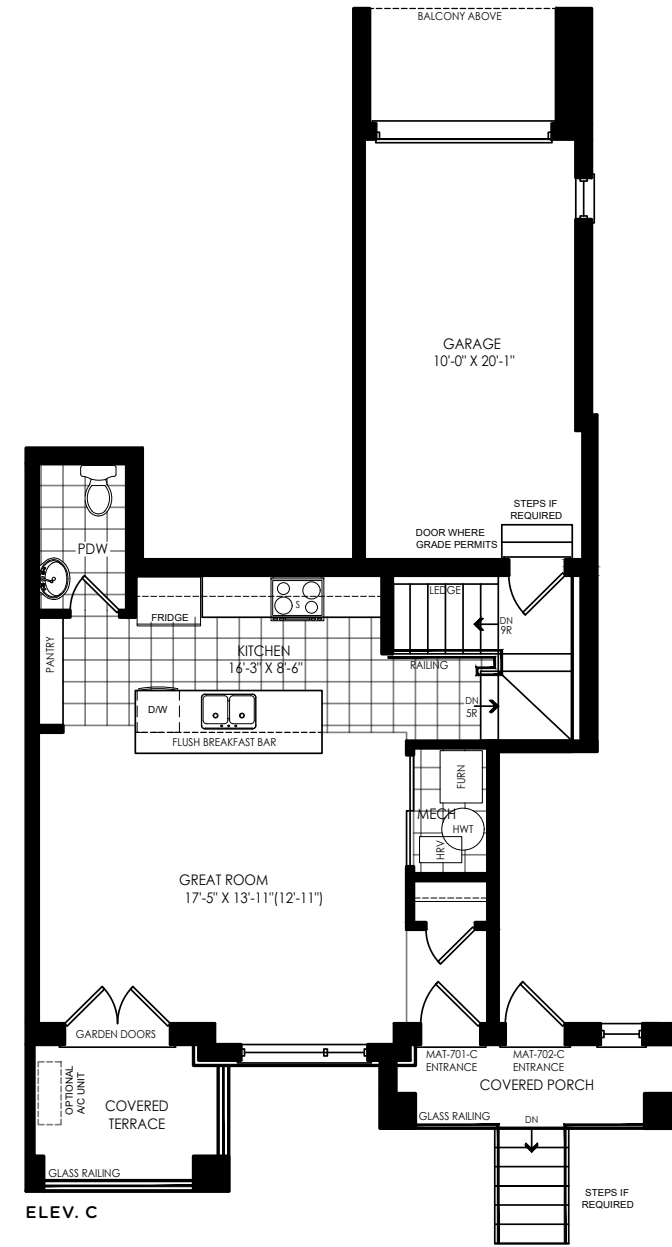 BALCONY ABOVE
GARAGE
10'-0" X 20'-1"
STEPS IF
REQUIRED
DOOR WHERE
GRADE PERMITS
PDW
LEDGE
FRIDGE
S
DN
9R
PANTRY
KITCHEN
16'-3" X 8'-6"
RAILING
D/W
DN
5R
FLUSH BREAKFAST BAR
FURN
MECH
HWT
HRV
GREAT ROOM
17'-5" X 13'-11"(12'-11")
GARDEN DOORS
MAT-701-C
ENTRANCE
MAT-702-C
ENTRANCE
OPTIONAL
A/C UNIT
COVERED
TERRACE
COVERED PORCH
GLASS RAILING
DN
GLASS RAILING
STEPS IF
REQUIRED
ELEV. C